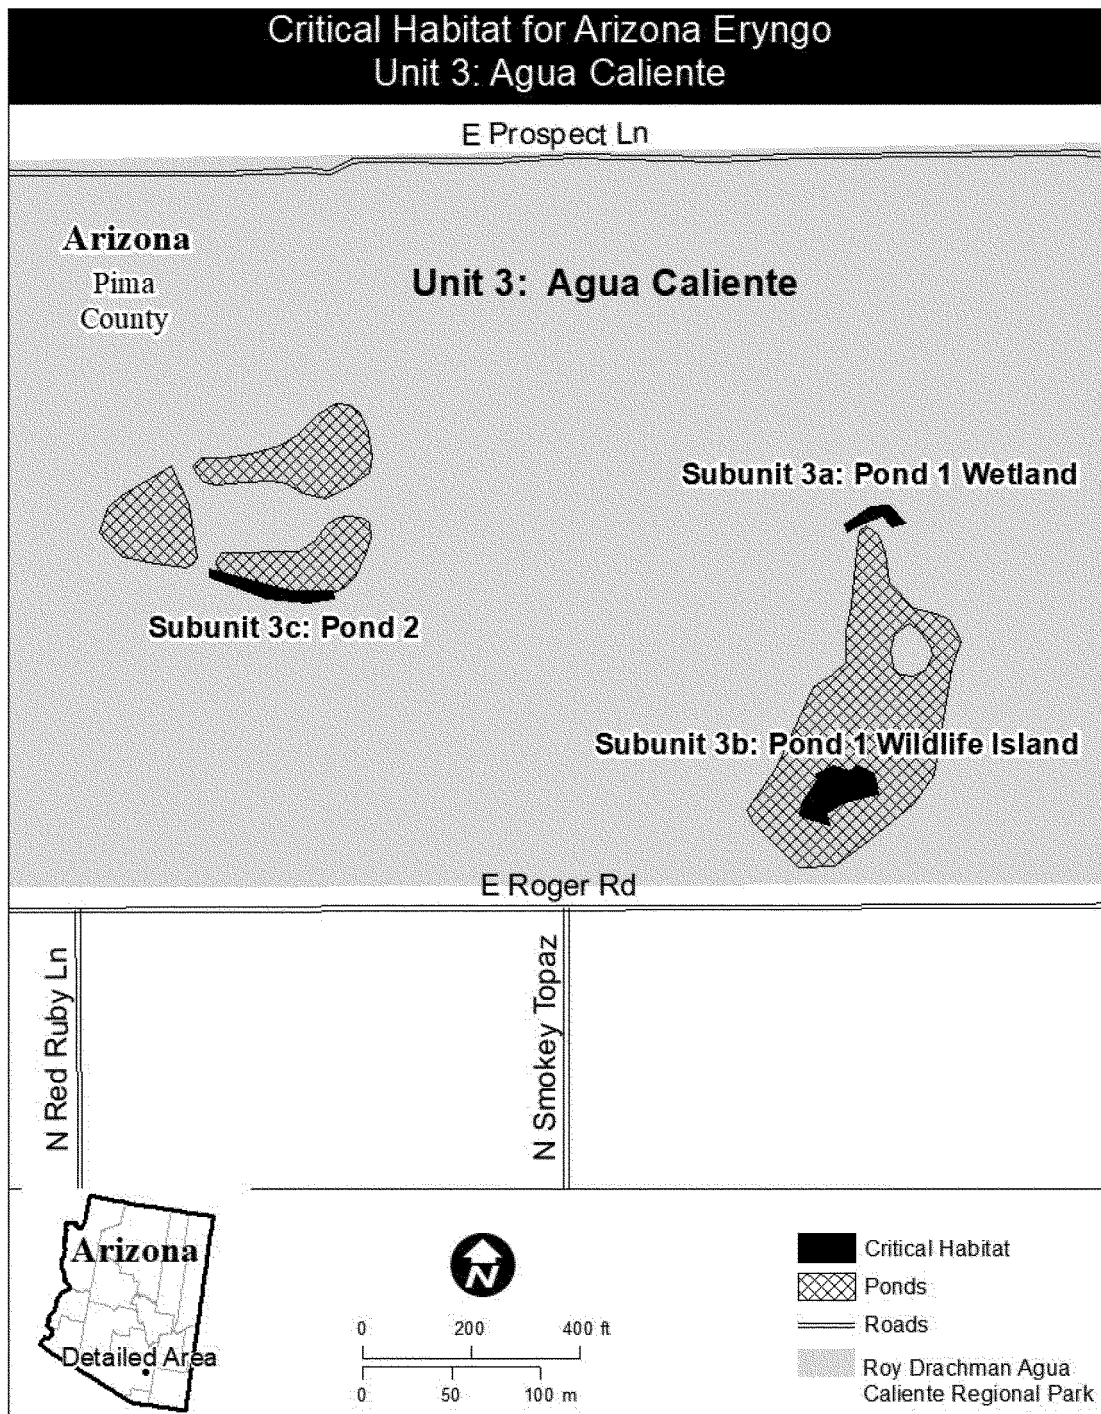 Critical Habitat for Arizona Eryngo
Unit 3: Agua Caliente
E Prospect Ln
Arizona
Pima
County
Unit 3: Agua Caliente
Subunit 3a: Pond 1 Wetland
Subunit 3c: Pond 2
Subunit 3b: Pond 1 Wildlife Island
E Roger Rd
N Red Ruby Ln
N Smokey Topaz
Arizona
Detailed Area
N
0 200 400 ft
0 50 100 m
Critical Habitat
Ponds
Roads
Roy Drachman Agua
Caliente Regional Park